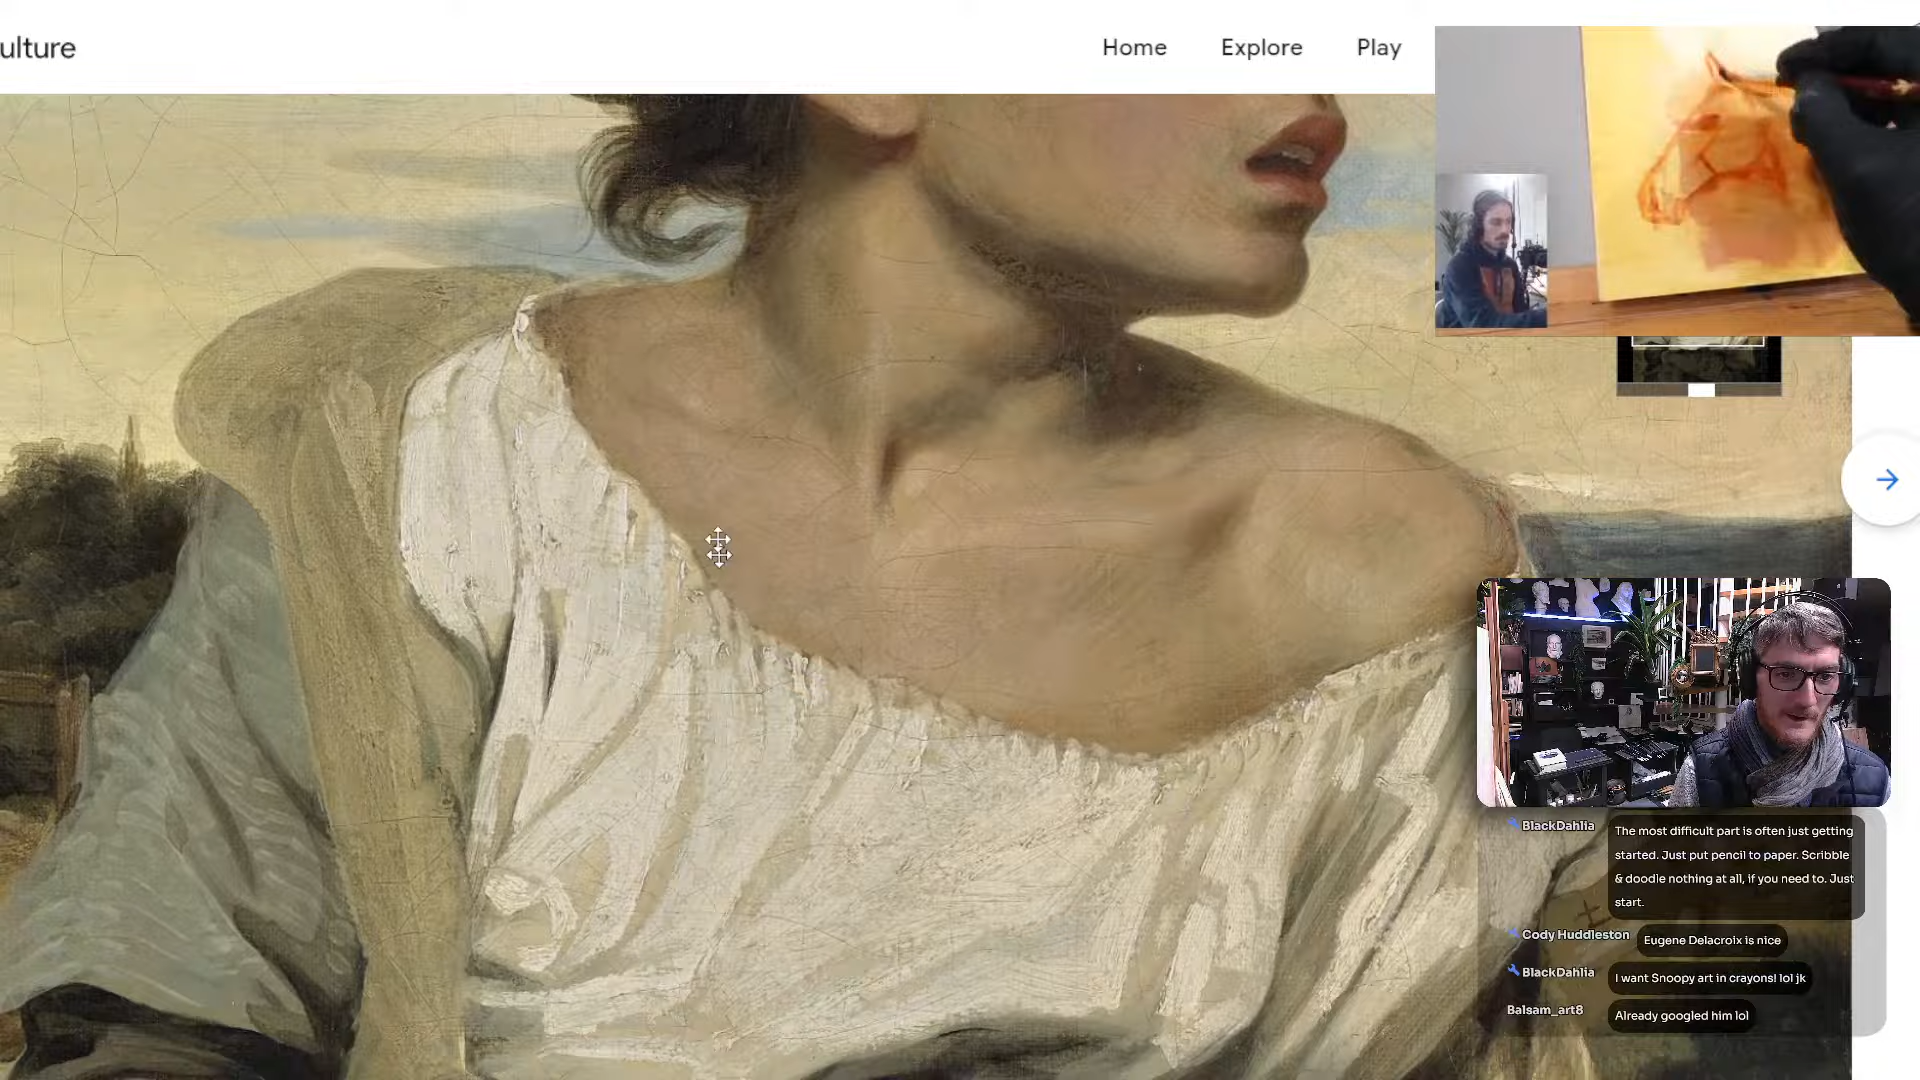 ulture
Home
Explore
Play
BlackDahlia
The most difficult part is often just getting
started. Just put pencil to paper. Scribble
& doodle nothing at all, if you need to. Just
start.
Cody Huddleston
Eugene Delacroix is nice
BlackDahlia
I want Snoopy art in crayons! lol jk
Balsam_art8
Already googled him lol